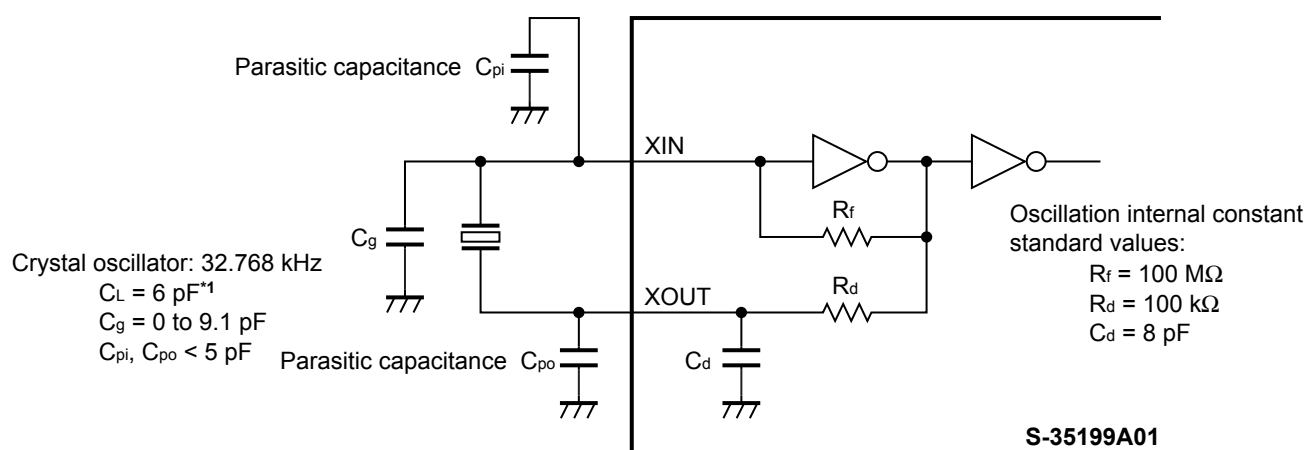 Parasitic capacitance Cpi
XIN
Cg
Rf
Oscillation internal constant
standard values:
Rf = 100 MΩ
Rd = 100 kΩ
Cd = 8 pF
Crystal oscillator: 32.768 kHz
CL = 6 pF*1
Cg = 0 to 9.1 pF
Cpi, Cpo < 5 pF
Rd
XOUT
Parasitic capacitance Cpo
Cd
S-35199A01